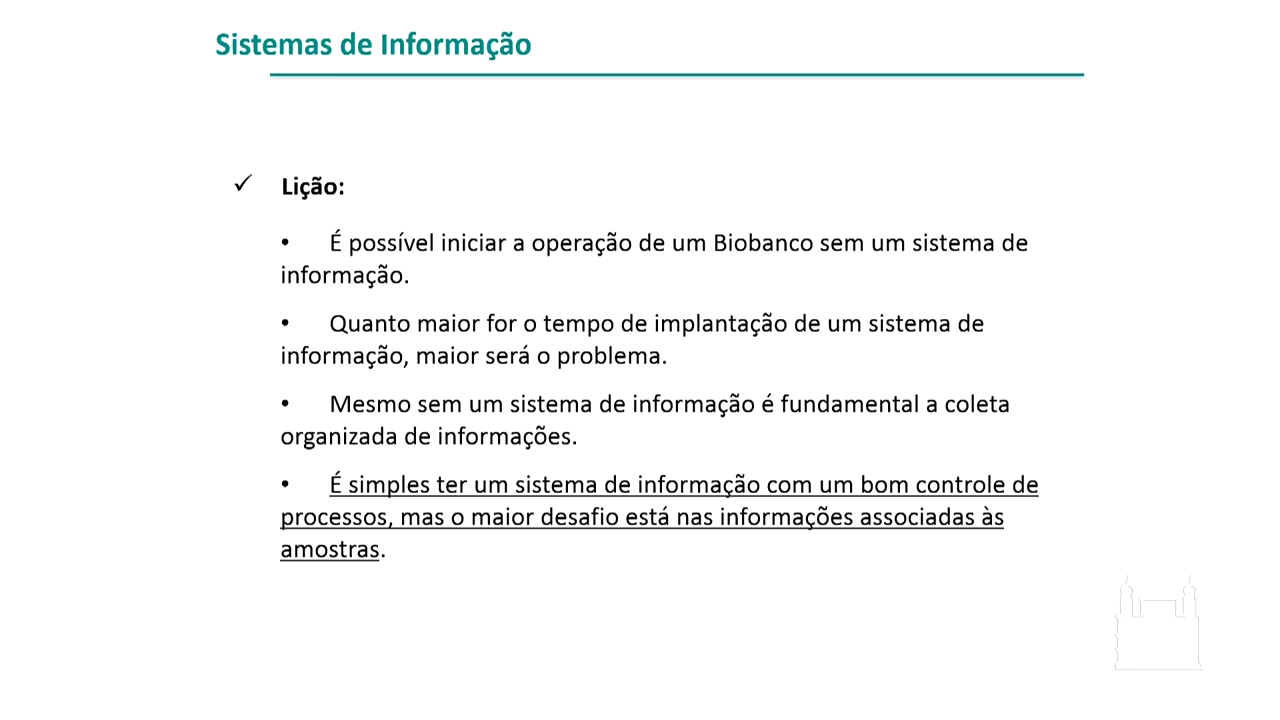 Sistemas de Informação
✓ Lição:
• É possível iniciar a operação de um Biobanco sem um sistema de
informação.
• Quanto maior for o tempo de implantação de um sistema de
informação, maior será o problema.
• Mesmo sem um sistema de informação é fundamental a coleta
organizada de informações.
• É simples ter um sistema de informação com um bom controle de
processos, mas o maior desafio está nas informações associadas às
amostras.